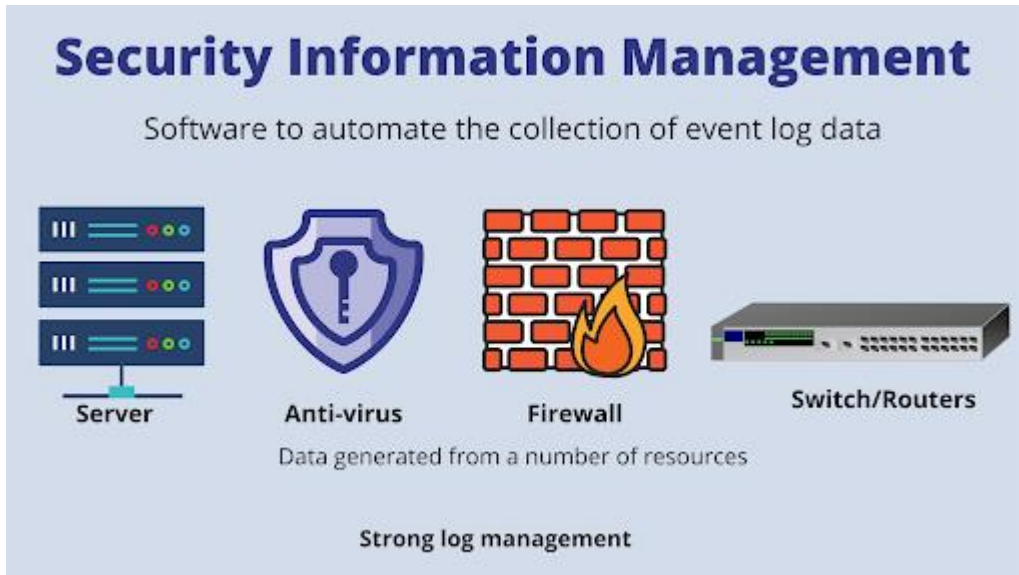 Security Information Management
Software to automate the collection of event log data
Server
Anti-virus
Firewall
Switch/Routers
Data generated from a number of resources
Strong log management